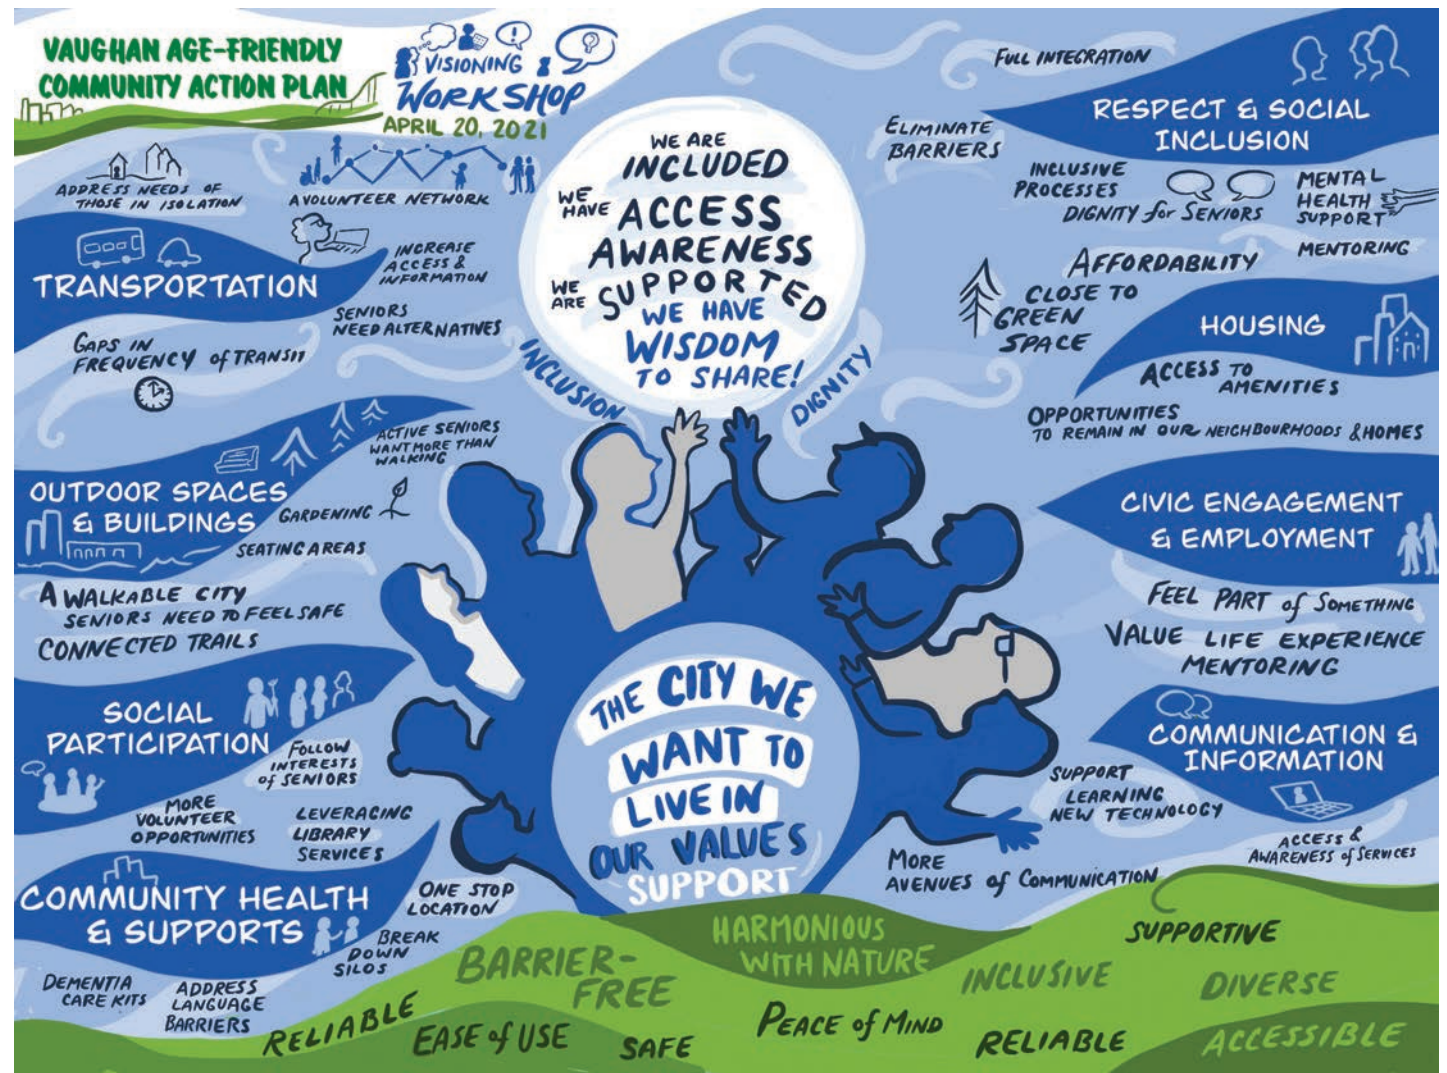 VAUGHAN AGE-FRIENDLY
COMMUNITY ACTION PLAN
VISIONING
WORKSHOP
APRIL 20, 2021
ADDRESS NEEDS OF
THOSE IN ISOLATION
A VOLUNTEER NETWORK
TRANSPORTATION
INCREASE
ACCESS &
INFORMATION
SENIORS
NEED ALTERNATIVES
GAPS IN
FREQUENCY of TRANSIT
OUTDOOR SPACES
& BUILDINGS
ACTIVE SENIORS
WANT MORE THAN
WALKING
GARDENING
SEATING AREAS
A WALKABLE CITY
SENIORS NEED TO FEEL SAFE
CONNECTED TRAILS
SOCIAL
PARTICIPATION
FOLLOW
INTERESTS
of SENIORS
MORE
VOLUNTEER
OPPORTUNITIES
LEVERAGING
LIBRARY
SERVICES
COMMUNITY HEALTH
& SUPPORTS
ONE STOP
LOCATION
BREAK
DOWN
SILOS
DEMENTIA
CARE KITS
ADDRESS
LANGUAGE
BARRIERS
WE ARE
INCLUDED
WE
HAVE
ACCESS
AWARENESS
WE
ARE
SUPPORTED
WE HAVE
WISDOM
TO SHARE!
INCLUSION
DIGNITY
THE CITY WE
WANT TO
LIVE IN
OUR VALUES
SUPPORT
FULL INTEGRATION
RESPECT & SOCIAL
INCLUSION
ELIMINATE
BARRIERS
INCLUSIVE
PROCESSES
DIGNITY for SENIORS
MENTAL
HEALTH
SUPPORT
MENTORING
AFFORDABILITY
CLOSE TO
GREEN
SPACE
HOUSING
ACCESS TO
AMENITIES
OPPORTUNITIES
TO REMAIN IN OUR NEIGHBOURHOODS & HOMES
CIVIC ENGAGEMENT
& EMPLOYMENT
FEEL PART of SOMETHING
VALUE LIFE EXPERIENCE
MENTORING
COMMUNICATION &
INFORMATION
SUPPORT
LEARNING
NEW TECHNOLOGY
ACCESS &
AWARENESS of SERVICES
MORE
AVENUES of COMMUNICATION
HARMONIOUS
WITH NATURE
BARRIER-
FREE
SUPPORTIVE
INCLUSIVE
DIVERSE
RELIABLE
EASE of USE
SAFE
PEACE of MIND
RELIABLE
ACCESSIBLE